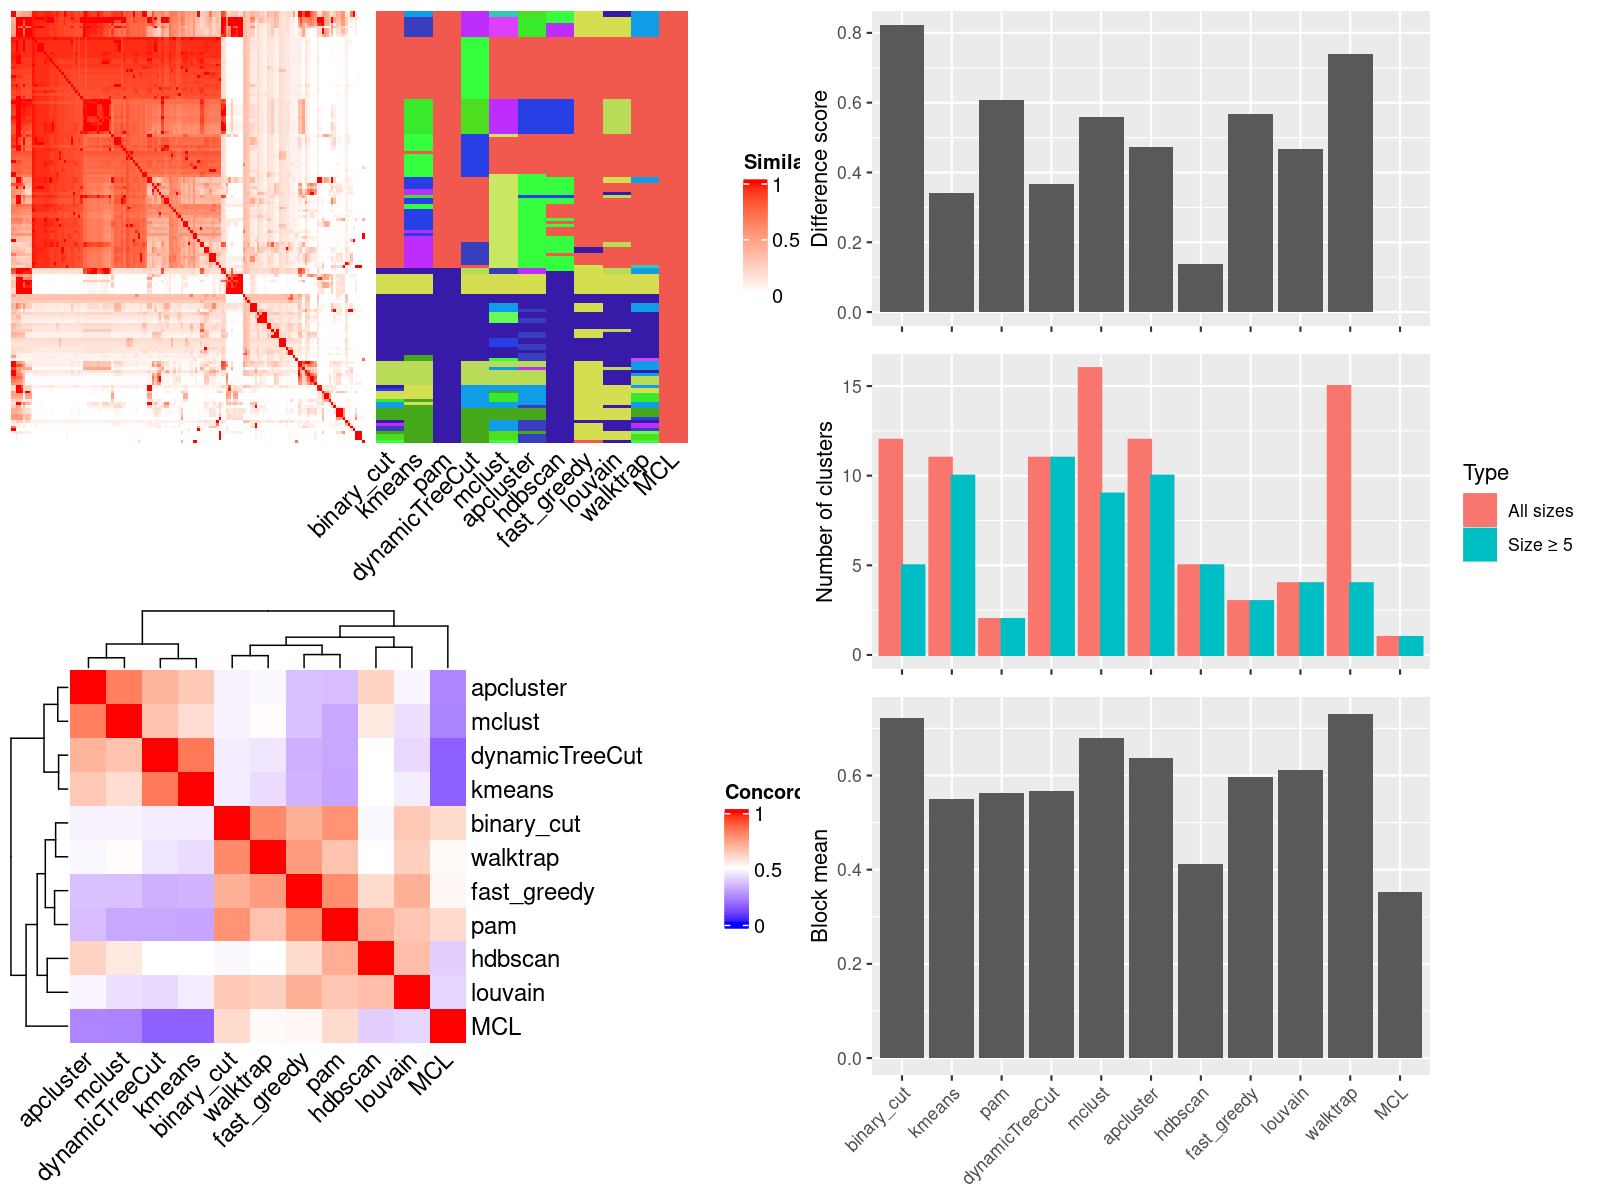 Simila
1
0.5
0
binary_cut
kmeans
pam
dynamicTreeCut
mclust
apcluster
hdbscan
fast_greedy
louvain
walktrap
MCL
apcluster
mclust
dynamicTreeCut
kmeans
binary_cut
walktrap
fast_greedy
pam
hdbscan
louvain
MCL
apcluster
mclust
dynamicTreeCut
kmeans
binary_cut
walktrap
fast_greedy
pam
hdbscan
louvain
MCL
Concord
1
0.5
0
Difference score
0.8
0.6
0.4
0.2
0.0
Number of clusters
15
10
5
0
Type
All sizes
Size ≥ 5
Block mean
0.6
0.4
0.2
0.0
binary_cut
kmeans
pam
dynamicTreeCut
mclust
apcluster
hdbscan
fast_greedy
louvain
walktrap
MCL